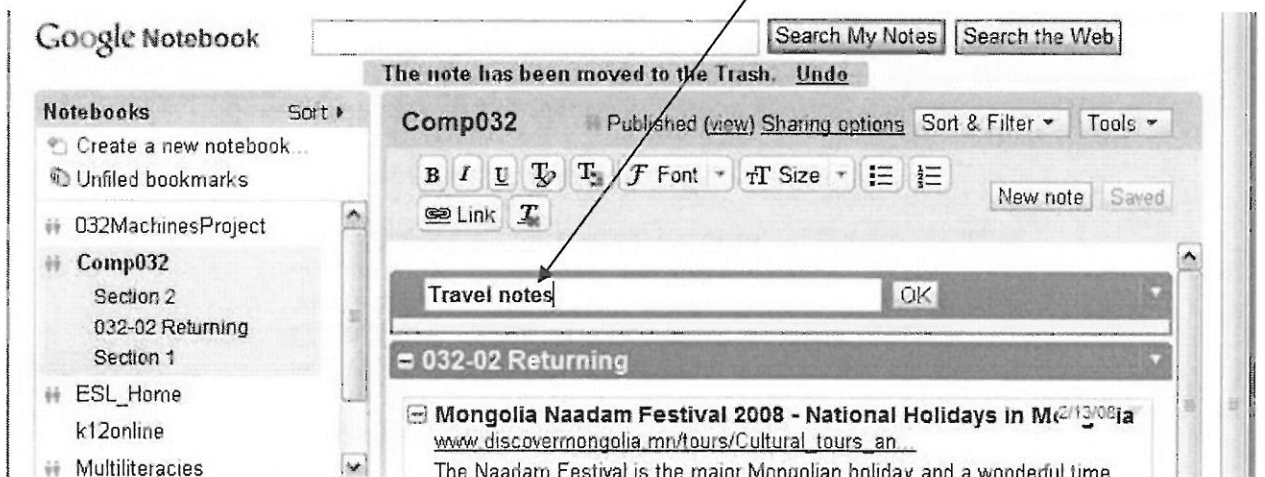 Google Notebook
Search My Notes Search the Web
The note has been moved to the Trash. Undo
Notebooks Sort
Create a new notebook...
Unfiled bookmarks
032MachinesProject
Comp032
Section 2
032-02 Returning
Section 1
ESL_Home
k12online
Multiliteracies
Comp032 Published (view) Sharing options Sort & Filter Tools
B I U T T F Font TT Size
Link T New note Saved
Travel notes OK
032-02 Returning
Mongolia Naadam Festival 2008 - National Holidays in 2/13/08
www.discovermongolia.mn/tours/Cultural_tours_an...
The Naadam Festival is the major Mongolian holiday and a wonderful time